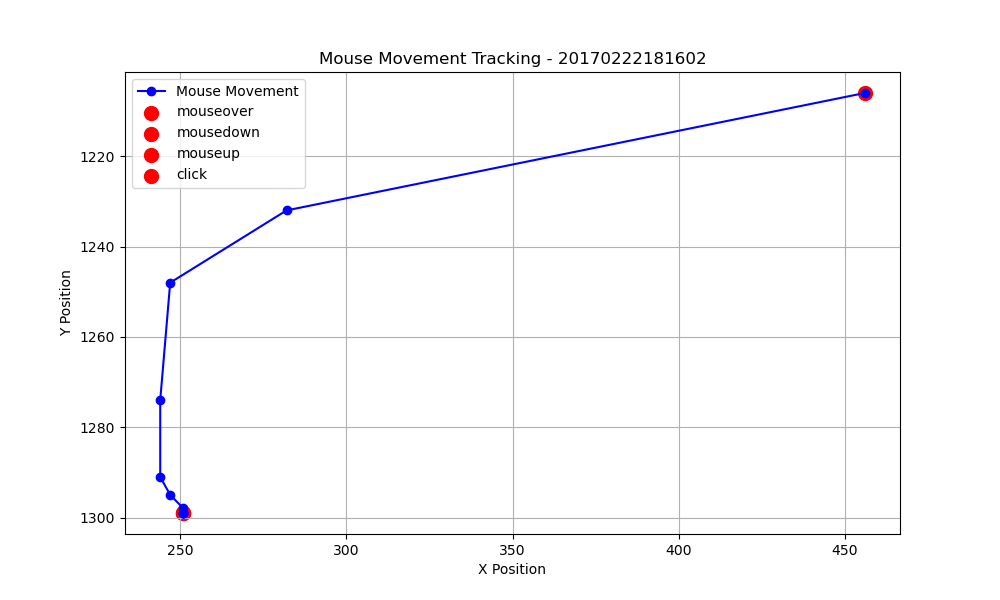 Mouse Movement Tracking - 20170222181602
Mouse Movement
mouseover
mousedown
mouseup
click
1220
1240
1260
1280
1300
Y Position
250
300
350
400
450
X Position